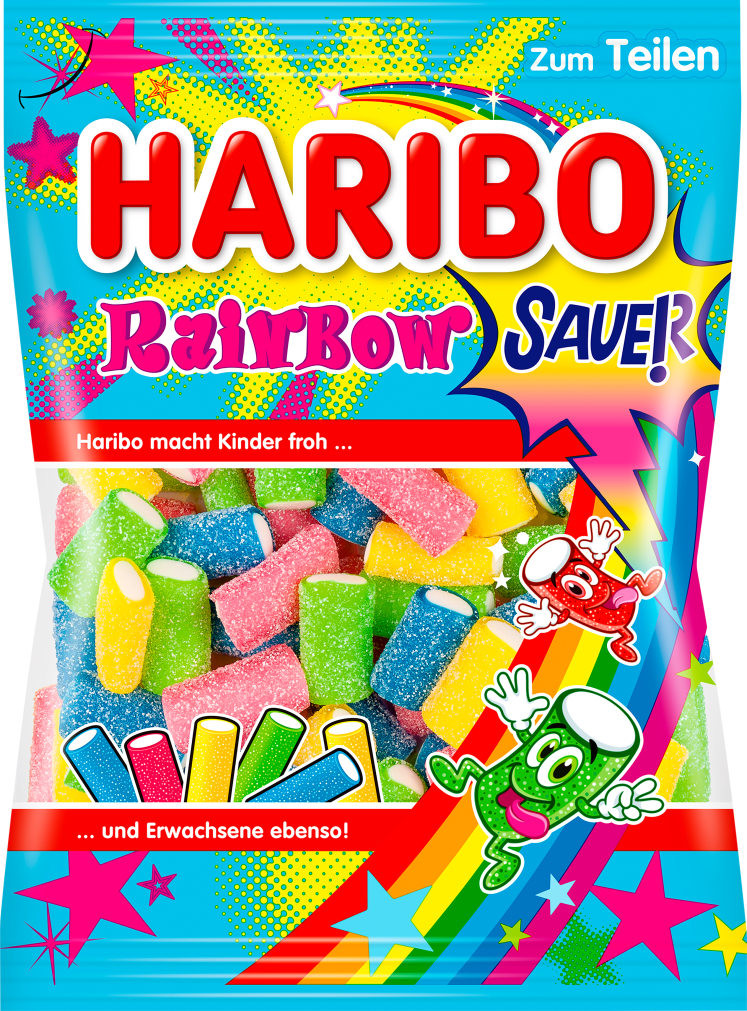 Zum Teilen
HARIBO
RainBow
SAUER!
Haribo macht Kinder froh ...
... und Erwachsene ebenso!